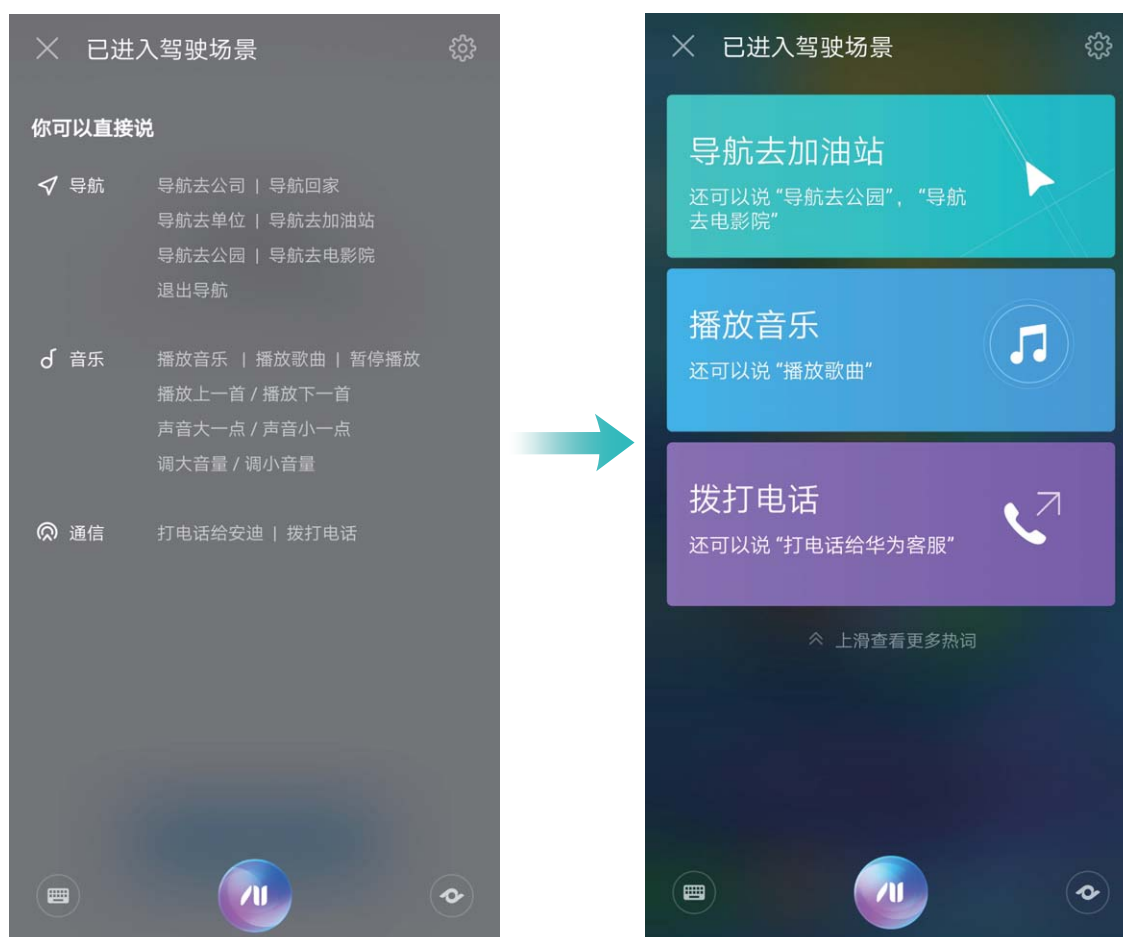 已进入驾驶场景
你可以直接说
导航 导航去公司 | 导航回家
导航去单位 | 导航去加油站
导航去公园 | 导航去电影院
退出导航
音乐 播放音乐 | 播放歌曲 | 暂停播放
播放上一首 / 播放下一首
声音大一点 / 声音小一点
调大音量 / 调小音量
通信 打电话给安迪 | 拨打电话
已进入驾驶场景
导航去加油站
还可以说 “导航去公园”，“导航
去电影院”
播放音乐
还可以说 “播放歌曲”
拨打电话
还可以说 “打电话给华为客服”
上滑查看更多热词